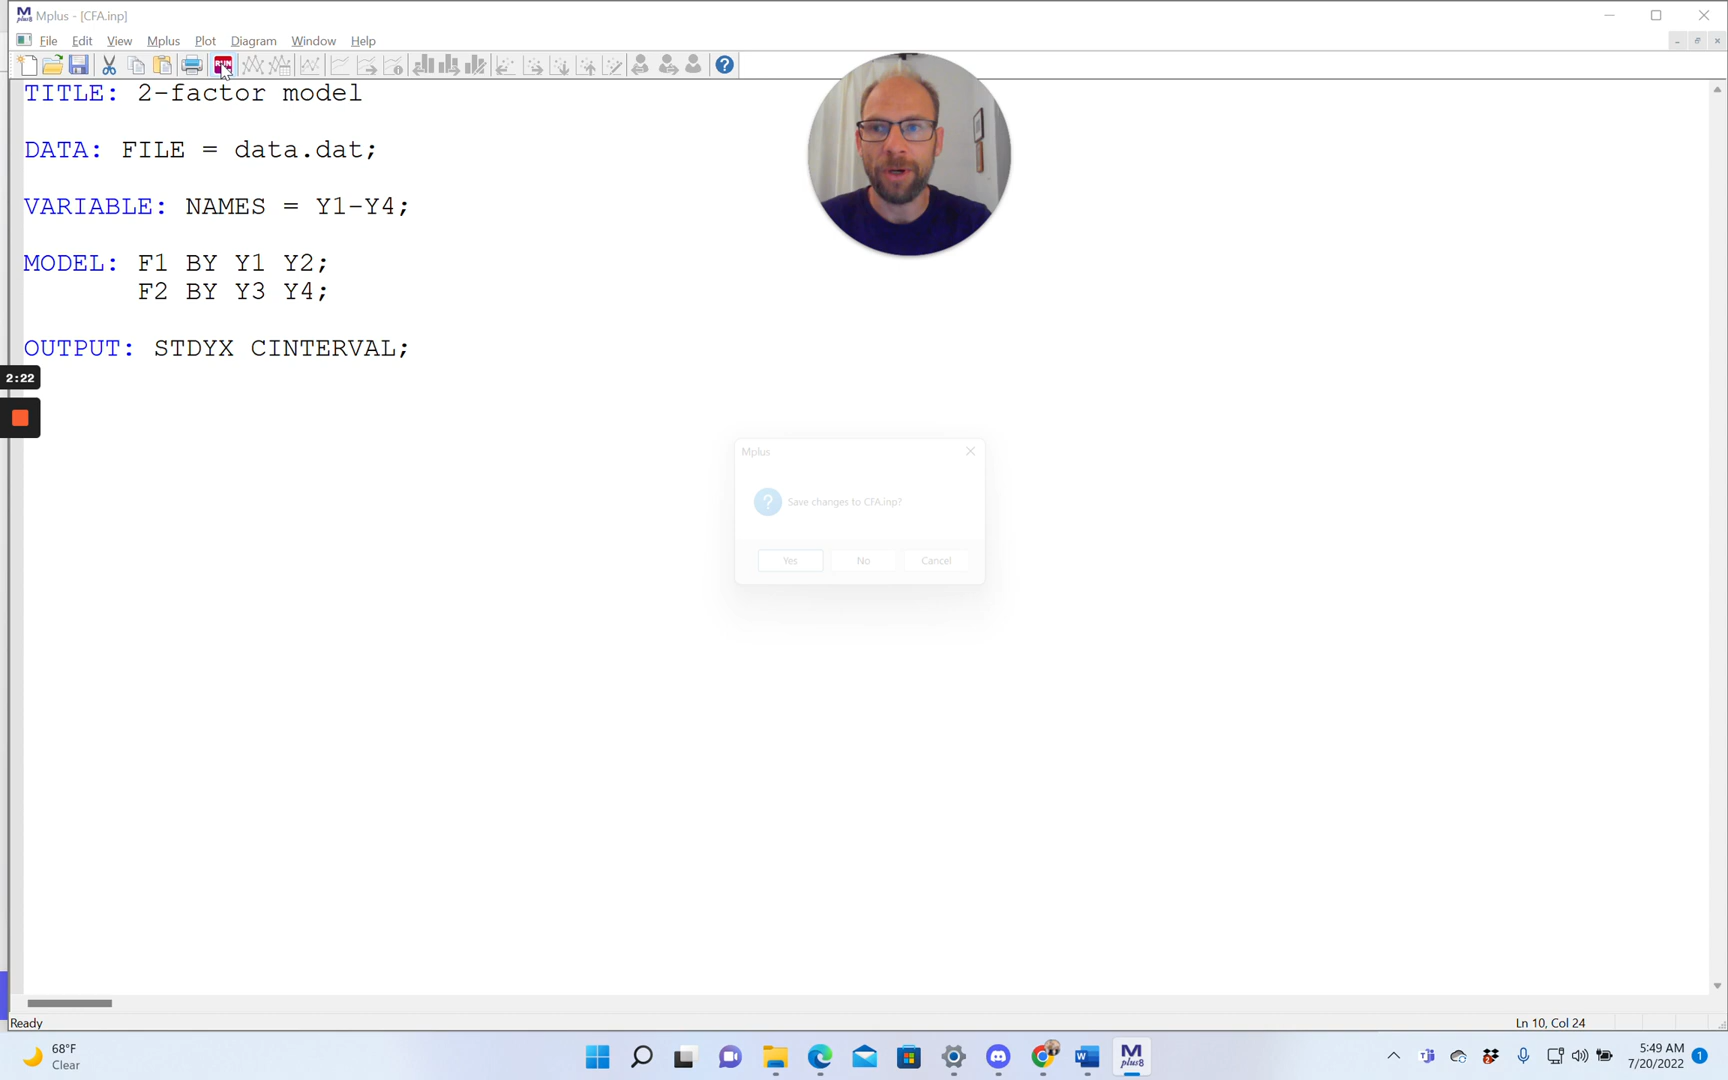 Mplus - [CFA.inp]
File Edit View Mplus Plot Diagram Window Help
RUN
TITLE: 2-factor model
DATA: FILE = data.dat;
VARIABLE: NAMES = Y1-Y4;
MODEL: F1 BY Y1 Y2;
F2 BY Y3 Y4;
OUTPUT: STDYX CINTERVAL;
2:22
Mplus
Save changes to CFA.inp?
Yes No Cancel
Ready
Ln 10, Col 24
68°F
Clear
5:49 AM
7/20/2022
1